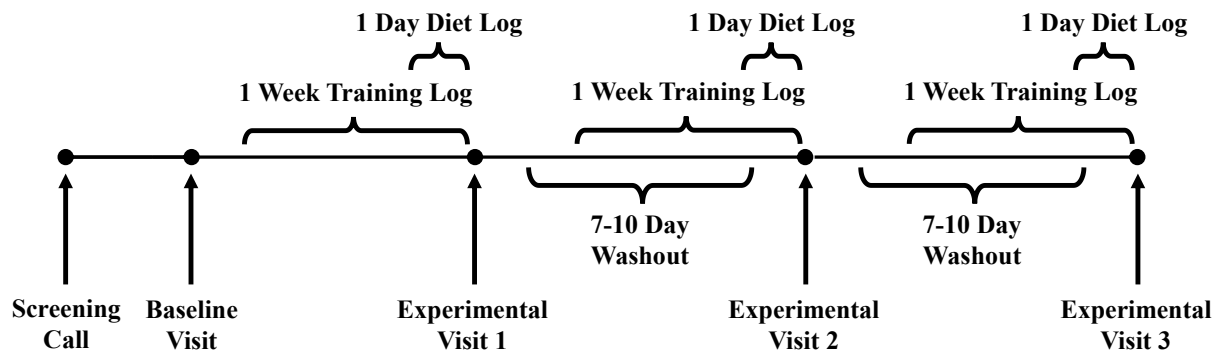 1 Day Diet Log
1 Day Diet Log
1 Day Diet Log
1 Week Training Log
1 Week Training Log
1 Week Training Log
7-10 Day
Washout
7-10 Day
Washout
Screening
Call
Baseline
Visit
Experimental
Visit 1
Experimental
Visit 2
Experimental
Visit 3